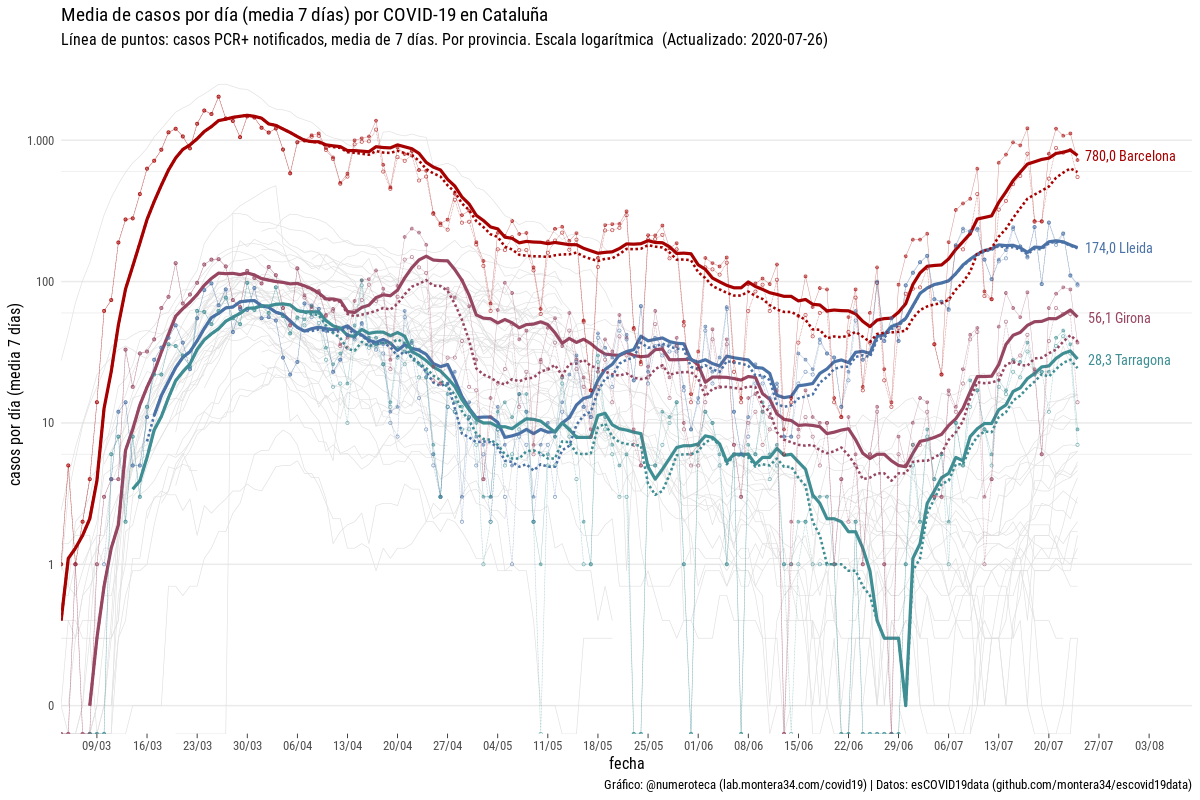 Media de casos por día (media 7 días) por COVID-19 en Cataluña
Línea de puntos: casos PCR+ notificados, media de 7 días. Por provincia. Escala logarítmica (Actualizado: 2020-07-26)
casos por día (media 7 días)
1.000
100
10
1
0
780,0 Barcelona
174,0 Lleida
56,1 Girona
28,3 Tarragona
09/03 16/03 23/03 30/03 06/04 13/04 20/04 27/04 04/05 11/05 18/05 25/05 01/06 08/06 15/06 22/06 29/06 06/07 13/07 20/07 27/07 03/08
fecha
Gráfico: @numeroteca (lab.montera34.com/covid19) | Datos: esCOVID19data (github.com/montera34/escovid19data)